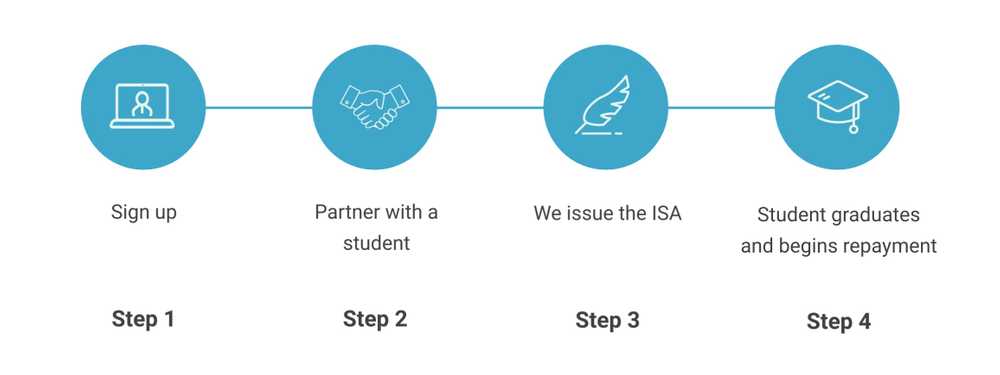 Sign up
Partner with a
student
We issue the ISA
Student graduates
and begins repayment
Step 1
Step 2
Step 3
Step 4